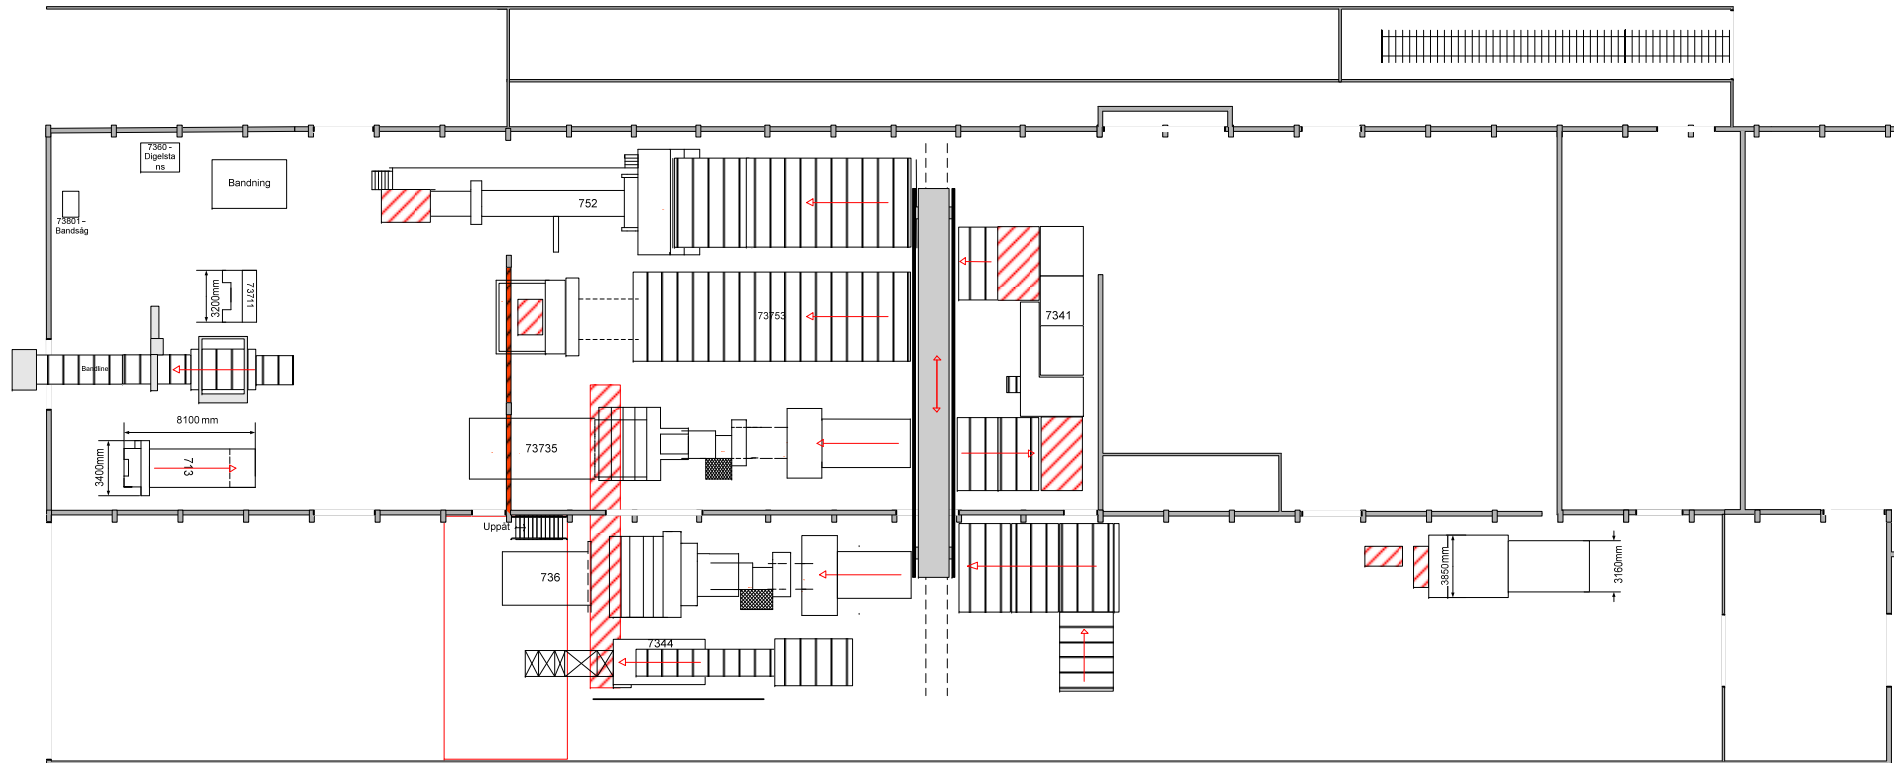 7360 -
Digelsta
ns
Bandning
73801 –
Bandsåg
752
3200mm
73711
73753
7341
Bandline
8100 mm
3400mm
713
73735
Uppåt
736
3850mm
3160mm
7344